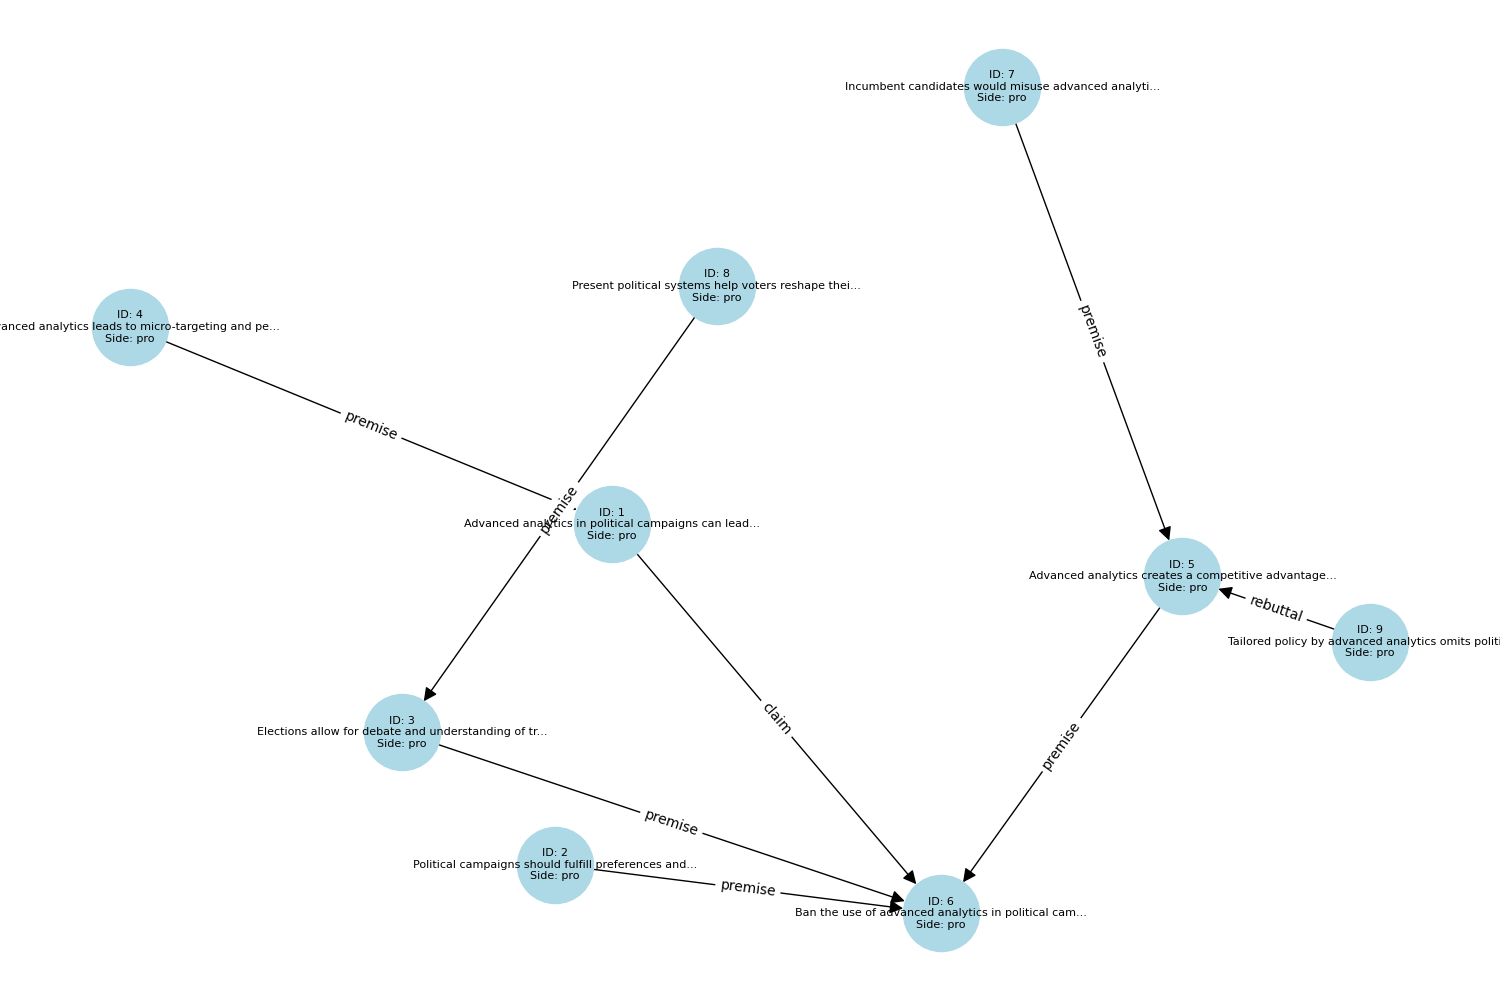 ID: 7
Incumbent candidates would misuse advanced analyti...
Side: pro
ID: 8
Present political systems help voters reshape thei...
Side: pro
ID: 4
analytics leads to micro-targeting and pe...
Side: pro
premise
premise
premise
ID: 1
Advanced analytics in political campaigns can lead...
Side: pro
ID: 5
Advanced analytics creates a competitive advantage...
Side: pro
rebuttal
ID: 9
Tailored policy by advanced analytics omits
Side: pro
claim
premise
ID: 3
Elections allow for debate and understanding of tr...
Side: pro
premise
ID: 2
Political campaigns should fulfill preferences and...
Side: pro
premise
ID: 6
Ban the use of advanced analytics in political cam...
Side: pro